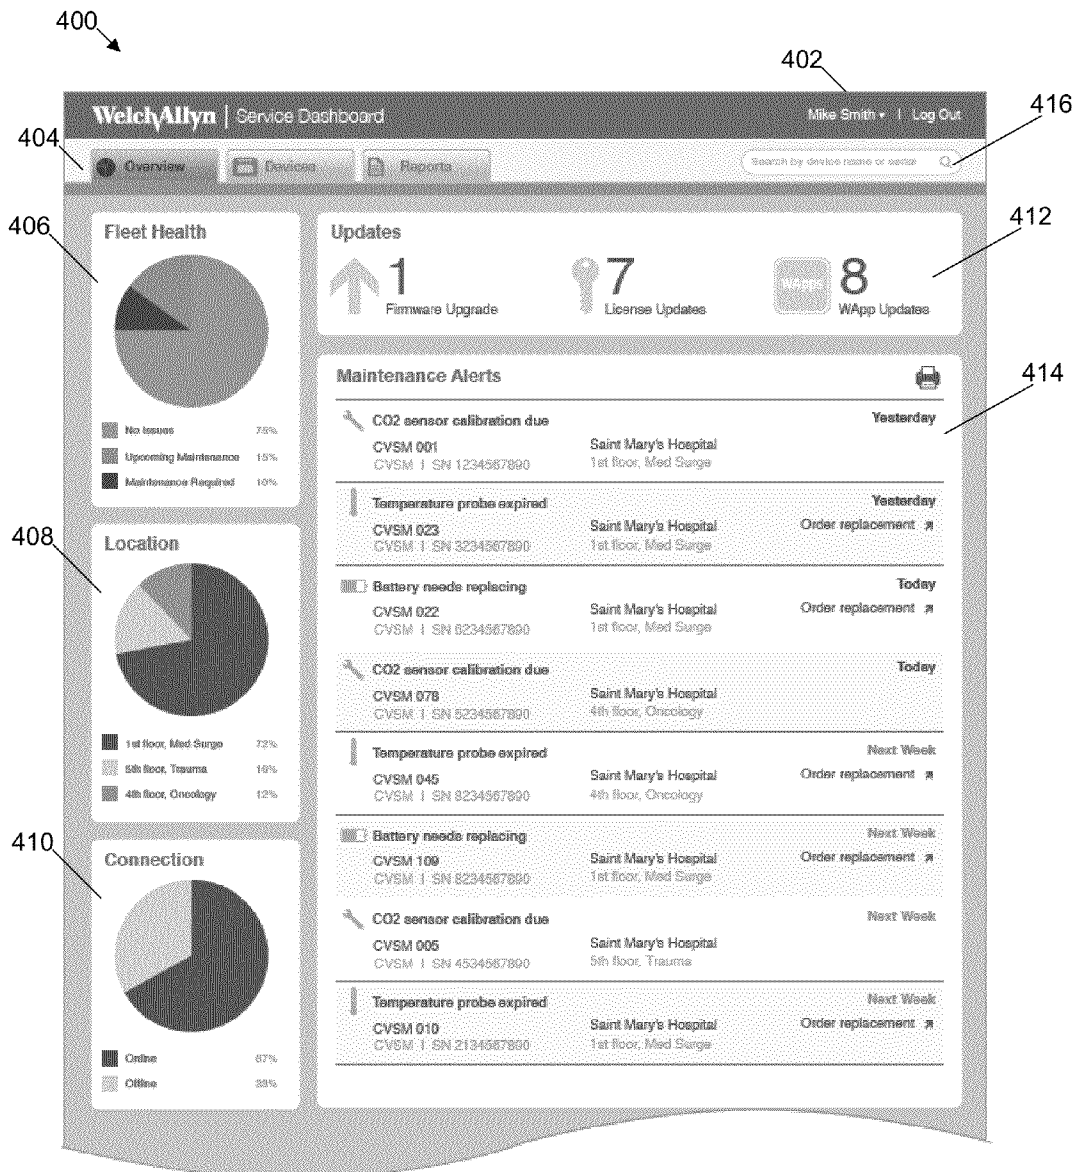 400
402
WelchAllyn | Service Dashboard
Mike Smith | Log Out
416
404
Overview
Devices
Reports
Search by device name or serial
406
Fleet Health
No Issues 75%
Upcoming Maintenance 15%
Maintenance Required 10%
Updates
412
1
Firmware Upgrade
7
License Updates
WApps
8
WApp Updates
Maintenance Alerts
414
CO2 sensor calibration due Yesterday
CVSM 001 Saint Mary's Hospital
CVSM | SN 1234567890 1st floor, Med Surge
Temperature probe expired Yesterday
CVSM 023 Saint Mary's Hospital Order replacement
CVSM | SN 3234567890 1st floor, Med Surge
Battery needs replacing Today
CVSM 022 Saint Mary's Hospital Order replacement
CVSM | SN 6234567890 1st floor, Med Surge
CO2 sensor calibration due Today
CVSM 078 Saint Mary's Hospital
CVSM | SN 5234567890 4th floor, Oncology
Temperature probe expired Next Week
CVSM 045 Saint Mary's Hospital Order replacement
CVSM | SN 9234567890 4th floor, Oncology
Battery needs replacing Next Week
CVSM 109 Saint Mary's Hospital Order replacement
CVSM | SN 8234567890 1st floor, Med Surge
CO2 sensor calibration due Next Week
CVSM 005 Saint Mary's Hospital
CVSM | SN 4534567890 5th floor, Trauma
Temperature probe expired Next Week
CVSM 010 Saint Mary's Hospital Order replacement
CVSM | SN 2134567890 1st floor, Med Surge
408
Location
1st floor, Med Surge 72%
5th floor, Trauma 16%
4th floor, Oncology 12%
410
Connection
Online 67%
Offline 33%